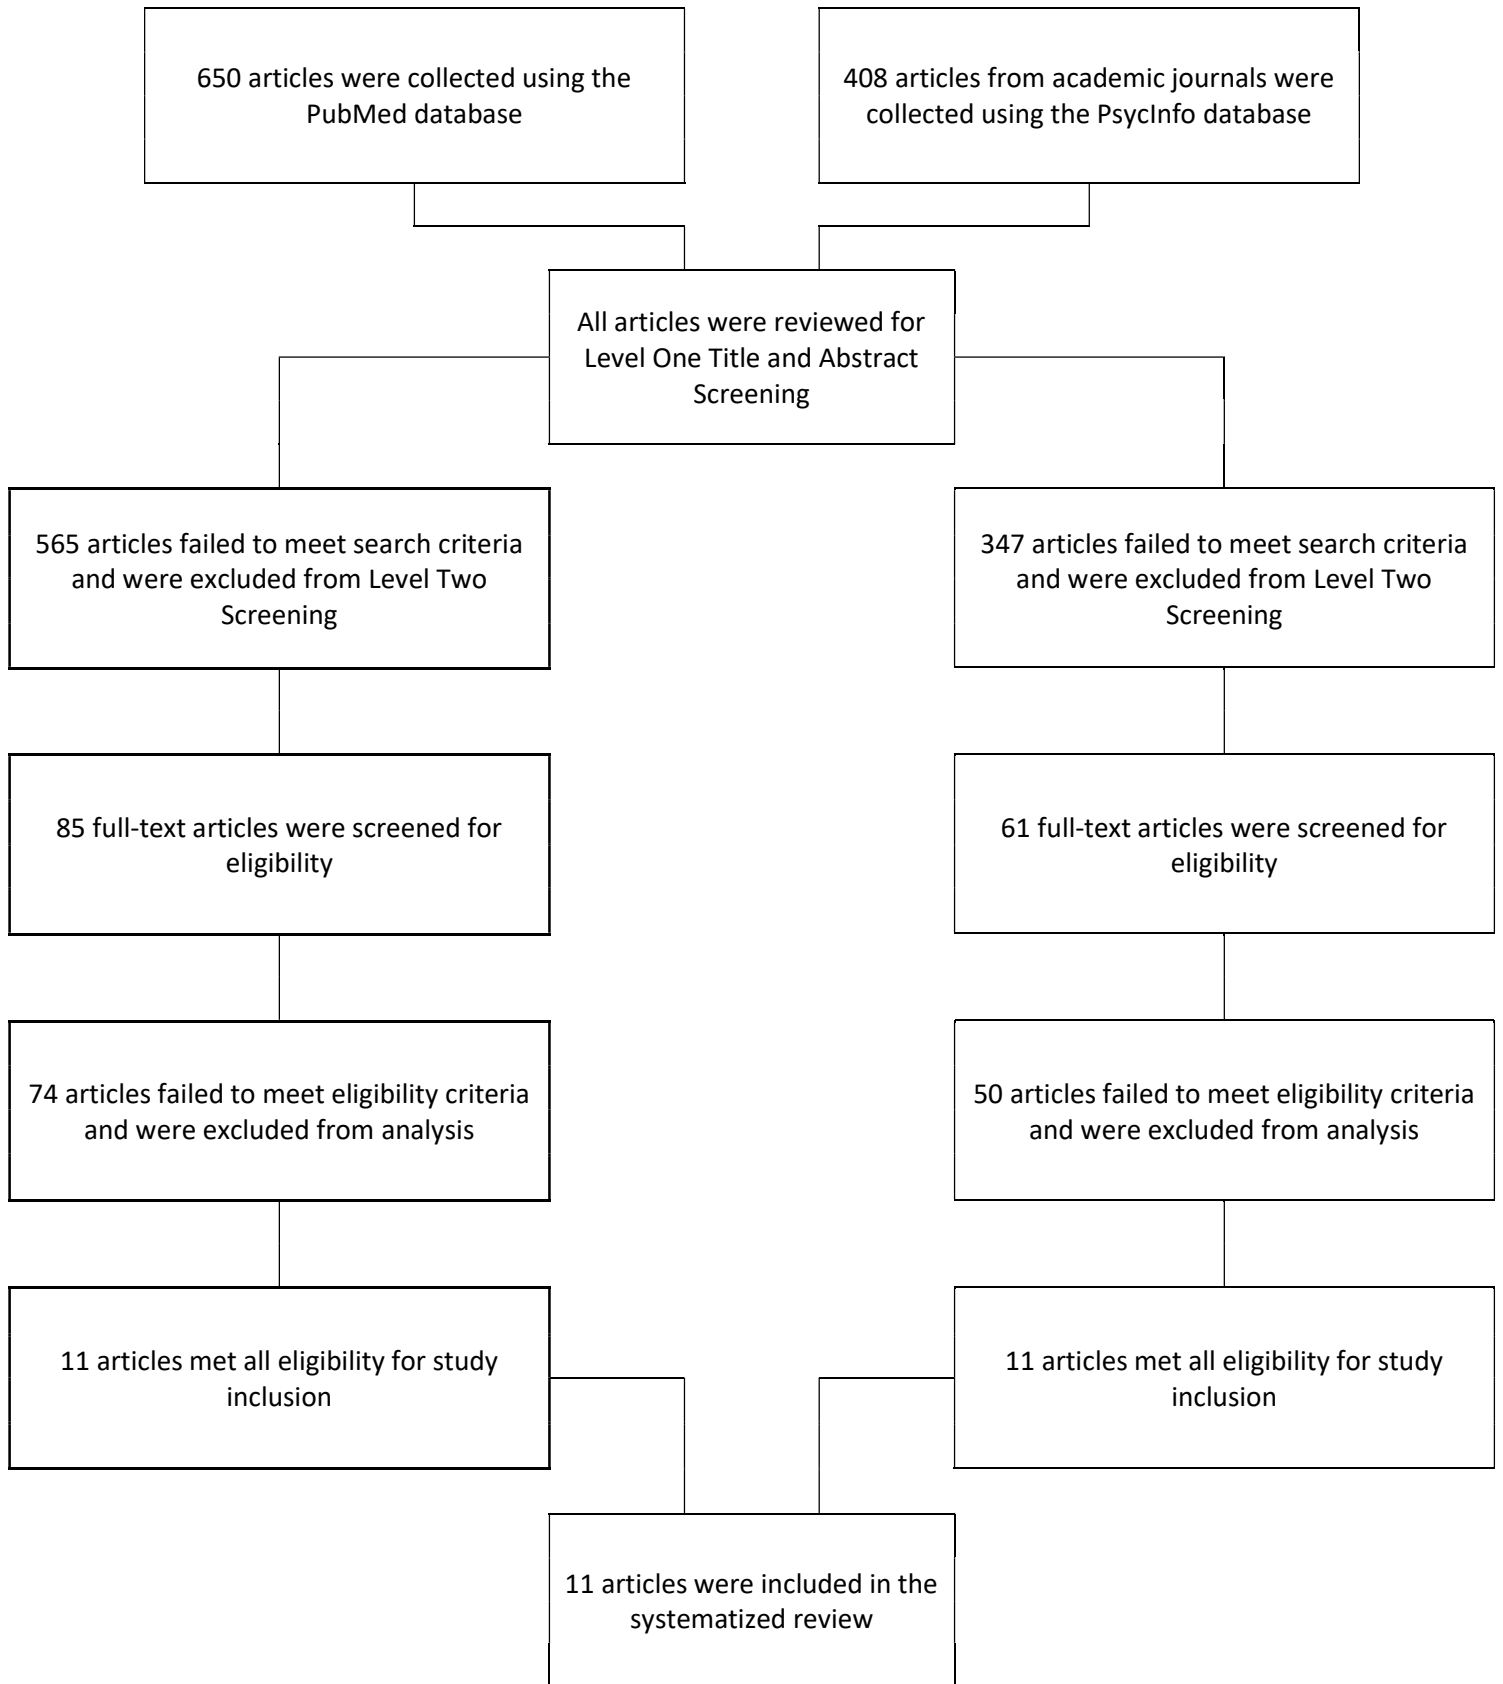 650 articles were collected using the
PubMed database
408 articles from academic journals were
collected using the PsycInfo database
All articles were reviewed for
Level One Title and Abstract
Screening
565 articles failed to meet search criteria
and were excluded from Level Two
Screening
347 articles failed to meet search criteria
and were excluded from Level Two
Screening
85 full-text articles were screened for
eligibility
61 full-text articles were screened for
eligibility
74 articles failed to meet eligibility criteria
and were excluded from analysis
50 articles failed to meet eligibility criteria
and were excluded from analysis
11 articles met all eligibility for study
inclusion
11 articles met all eligibility for study
inclusion
11 articles were included in the
systematized review